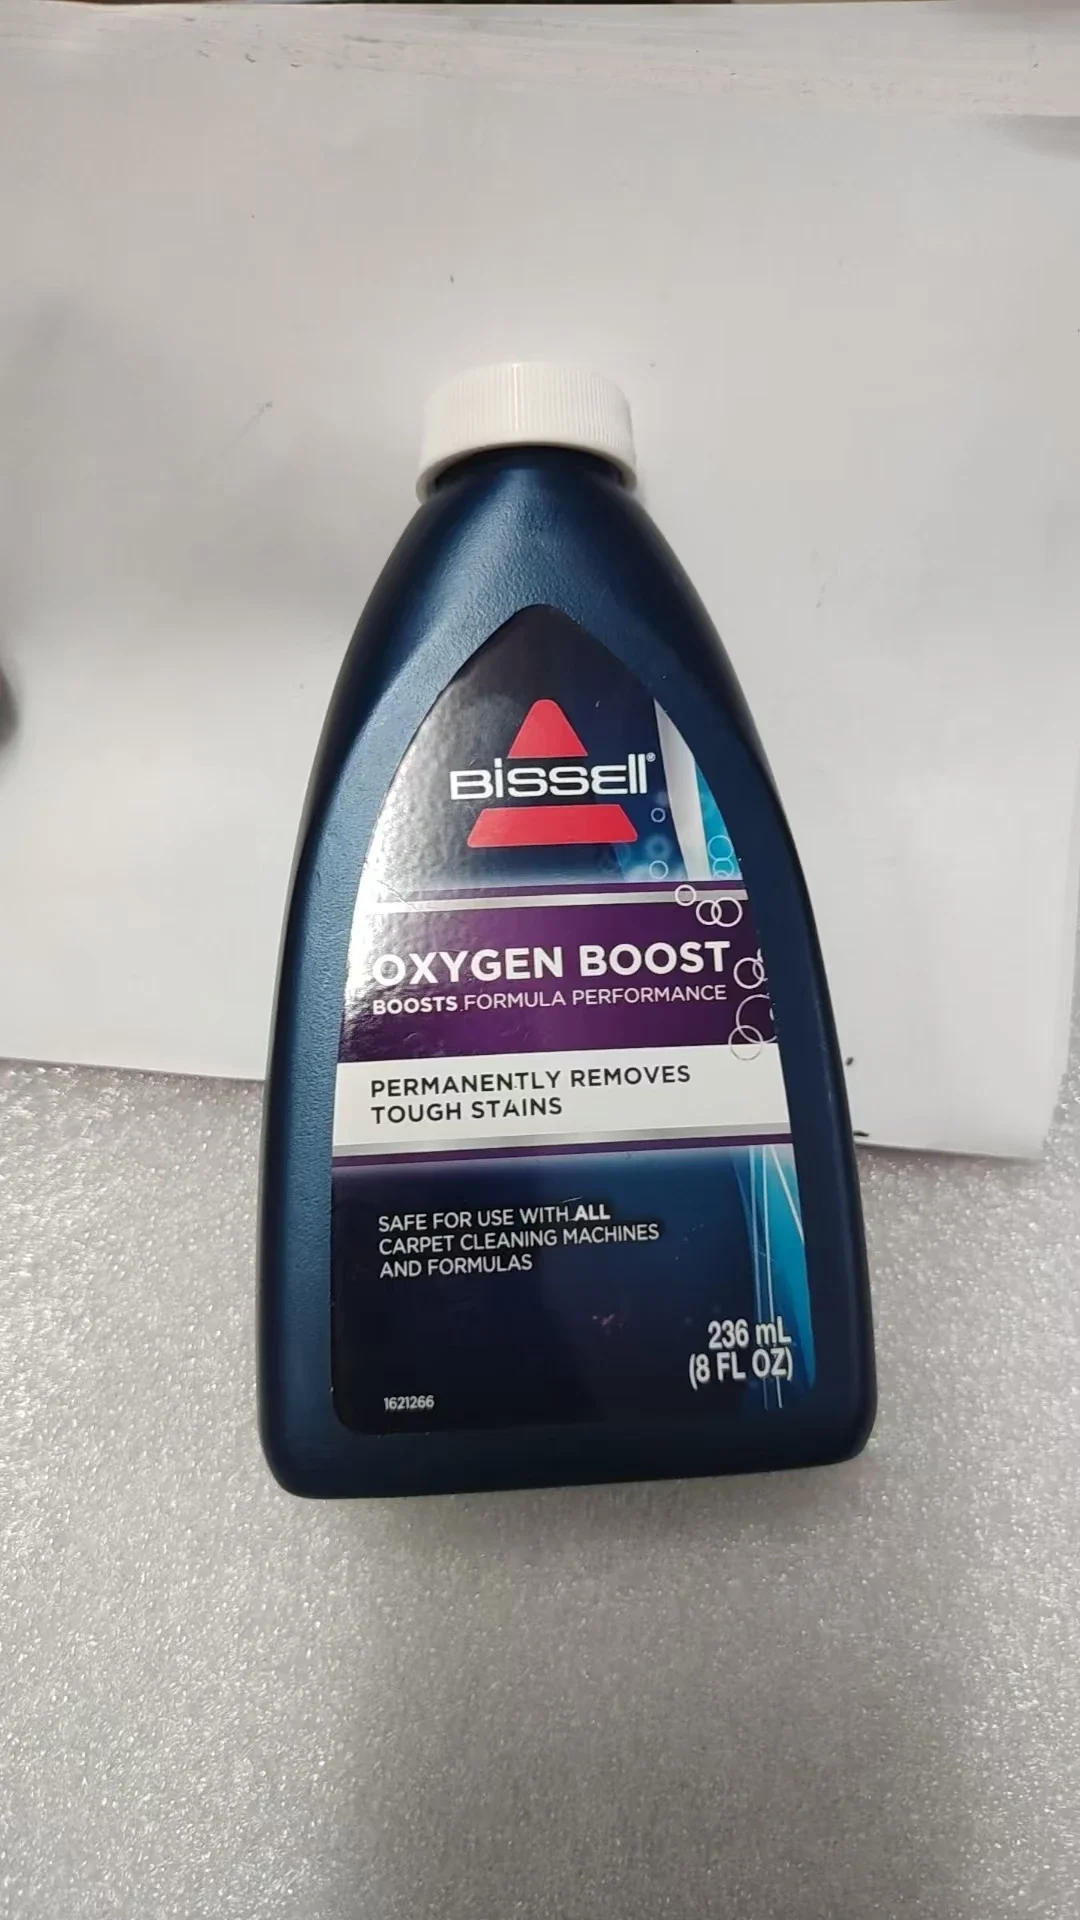 BISSELL®
OXYGEN BOOST
BOOSTS FORMULA PERFORMANCE
PERMANENTLY REMOVES
TOUGH STAINS
SAFE FOR USE WITH ALL
CARPET CLEANING MACHINES
AND FORMULAS
236 mL
(8 FL OZ)
1621266